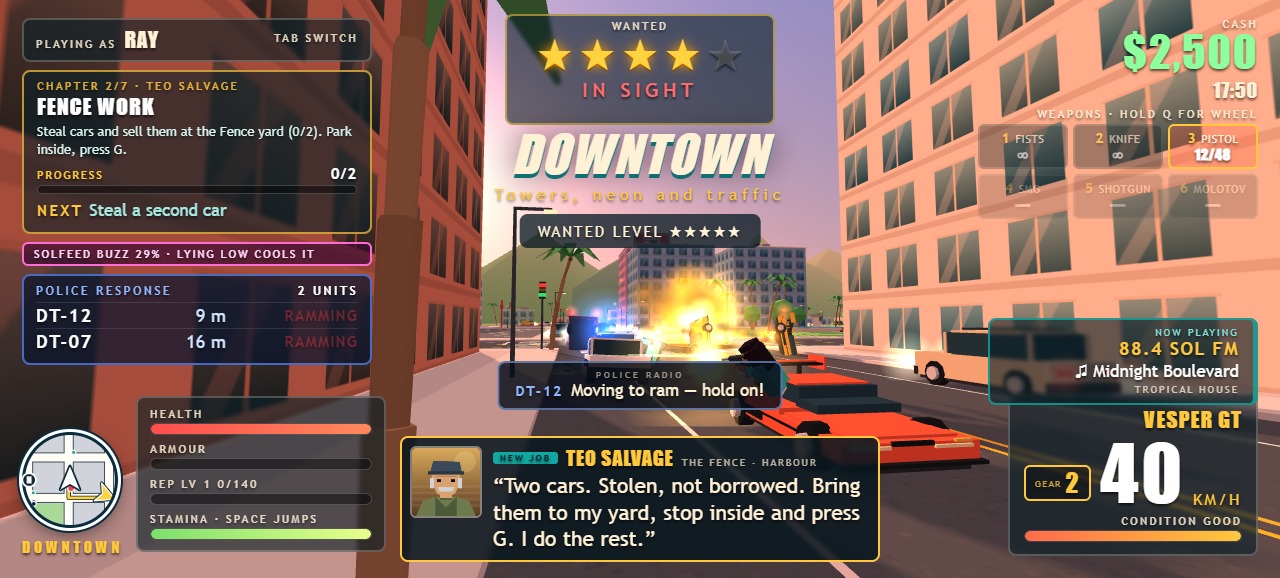 PLAYING AS RAY
TAB SWITCH
CHAPTER 2/7 · TEO SALVAGE
FENCE WORK
Steal cars and sell them at the Fence yard (0/2). Park
inside, press G.
PROGRESS 0/2
NEXT Steal a second car
SOLFEED BUZZ 29% · LYING LOW COOLS IT
POLICE RESPONSE 2 UNITS
DT-12 9 m RAMMING
DT-07 16 m RAMMING
WANTED
IN SIGHT
DOWNTOWN
Towers, neon and traffic
WANTED LEVEL ★★★★★
CASH
$2,500
17:50
WEAPONS · HOLD Q FOR WHEEL
1 FISTS
∞
2 KNIFE
∞
3 PISTOL
12/48
4 SMG
—
5 SHOTGUN
—
6 MOLOTOV
—
NOW PLAYING
88.4 SOL FM
♫ Midnight Boulevard
TROPICAL HOUSE
POLICE RADIO
DT-12 Moving to ram — hold on!
HEALTH
ARMOUR
REP LV 1 0/140
STAMINA · SPACE JUMPS
DOWNTOWN
NEW JOB TEO SALVAGE THE FENCE · HARBOUR
“Two cars. Stolen, not borrowed. Bring
them to my yard, stop inside and press
G. I do the rest.”
VESPER GT
GEAR 2
40 KM/H
CONDITION GOOD